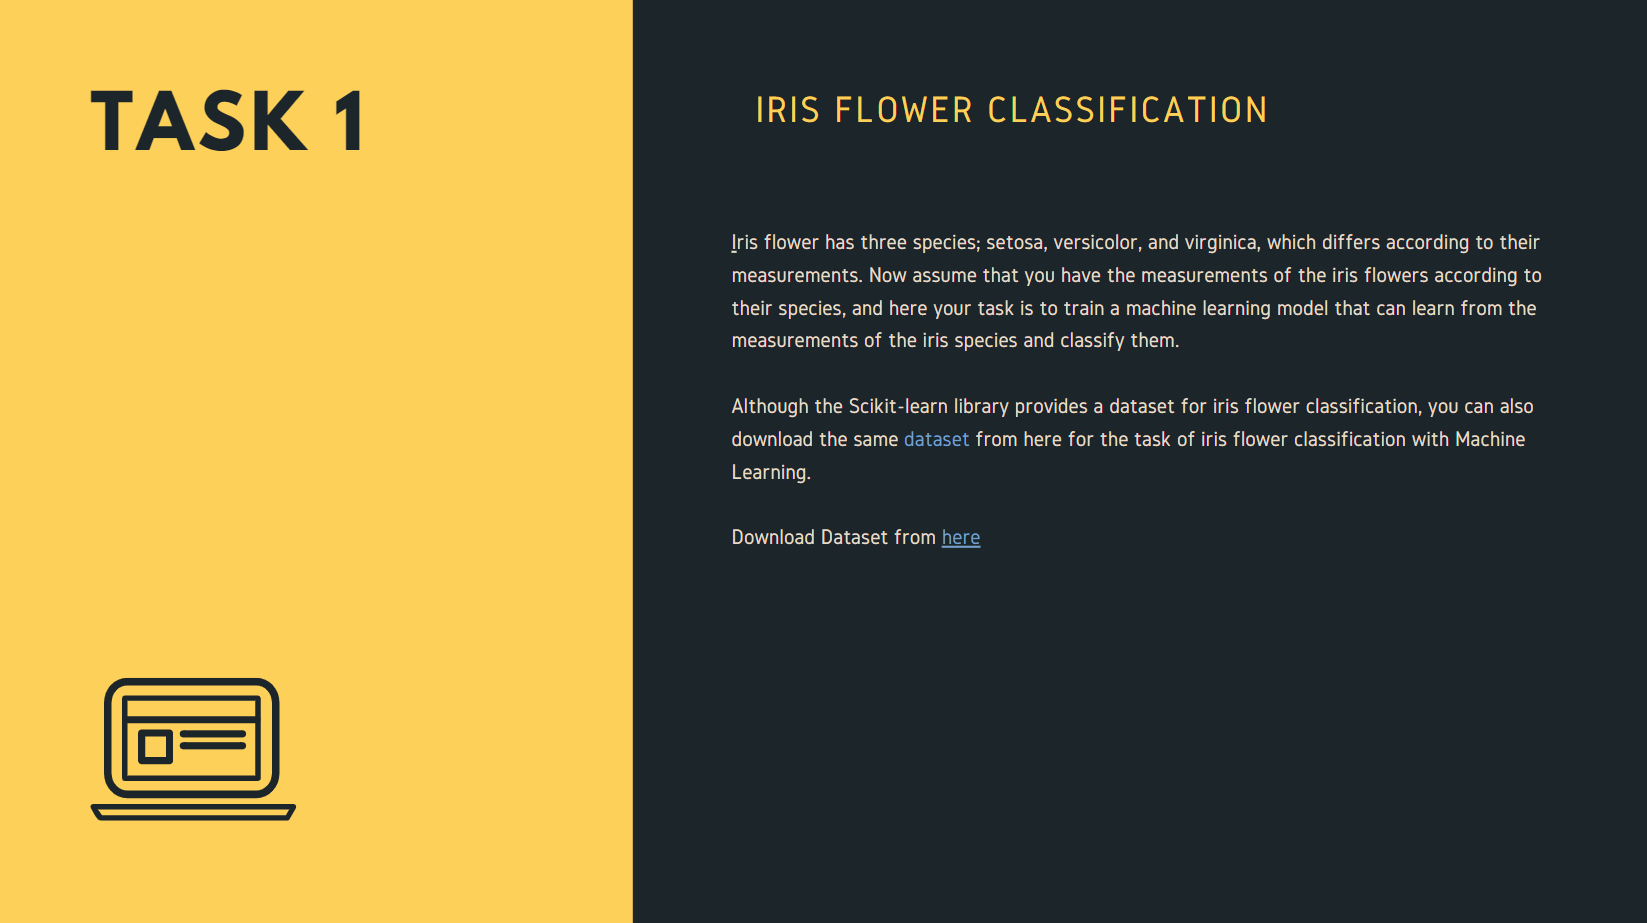 TASK 1
IRIS FLOWER CLASSIFICATION
Iris flower has three species; setosa, versicolor, and virginica, which differs according to their
measurements. Now assume that you have the measurements of the iris flowers according to
their species, and here your task is to train a machine learning model that can learn from the
measurements of the iris species and classify them.
Although the Scikit-learn library provides a dataset for iris flower classification, you can also
download the same dataset from here for the task of iris flower classification with Machine
Learning.
Download Dataset from here